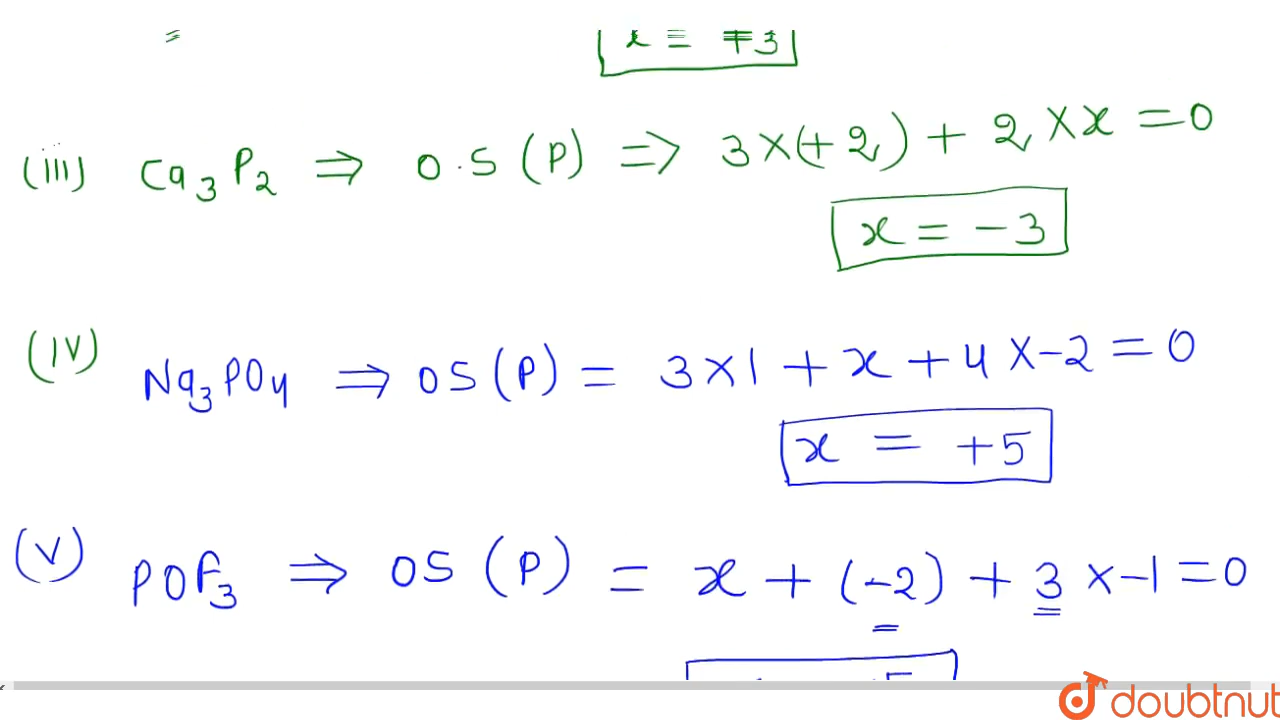 x = +3
(iii) Ca3P2 ⇒ O.S (P) ⇒ 3×(+2) + 2×x = 0
x = -3
(IV) Na3PO4 ⇒ OS (P) = 3×1 + x + 4×-2 = 0
x = +5
(V) POF3 ⇒ OS (P) = x + (-2) + 3×-1 = 0
doubtnut